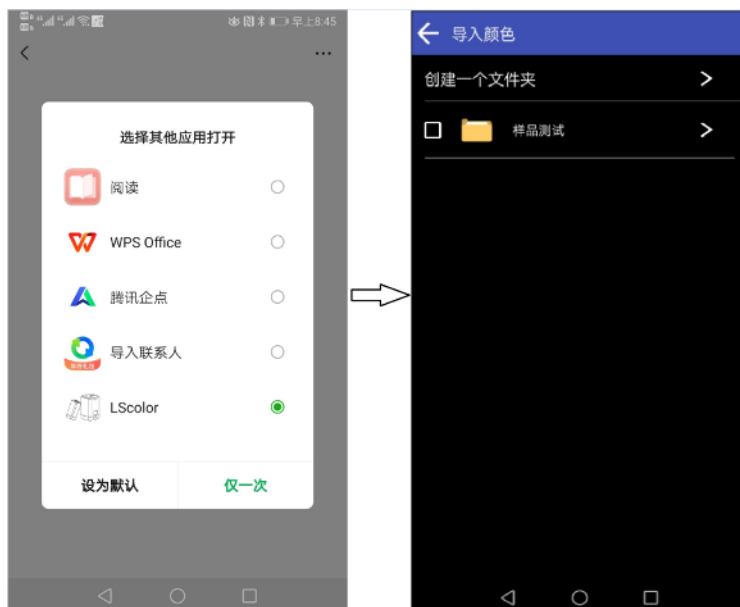 早上8:45
选择其他应用打开
阅读
WPS Office
腾讯企点
导入联系人
LScolor
设为默认
仅一次
导入颜色
创建一个文件夹
样品测试